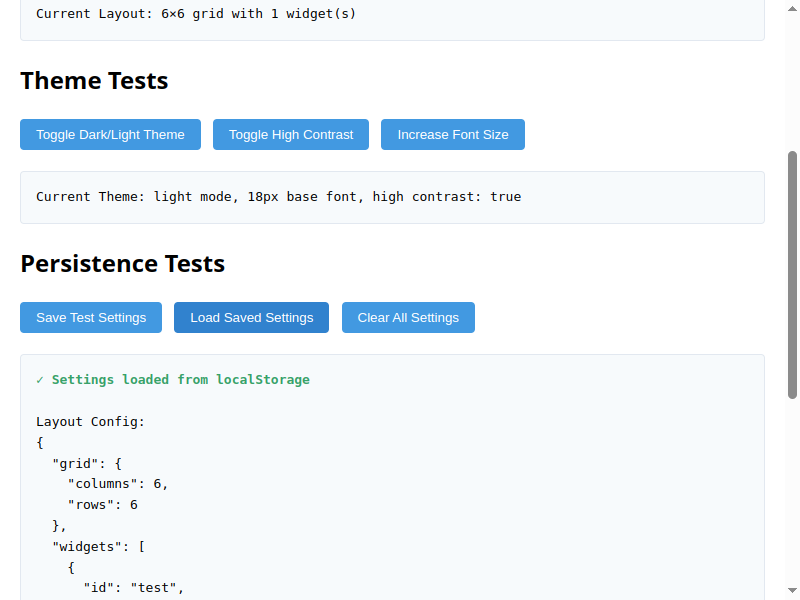 Current Layout: 6×6 grid with 1 widget(s)
Theme Tests
Toggle Dark/Light Theme
Toggle High Contrast
Increase Font Size
Current Theme: light mode, 18px base font, high contrast: true
Persistence Tests
Save Test Settings
Load Saved Settings
Clear All Settings
✓ Settings loaded from localStorage
Layout Config:
{
  "grid": {
    "columns": 6,
    "rows": 6
  },
  "widgets": [
    {
      "id": "test",